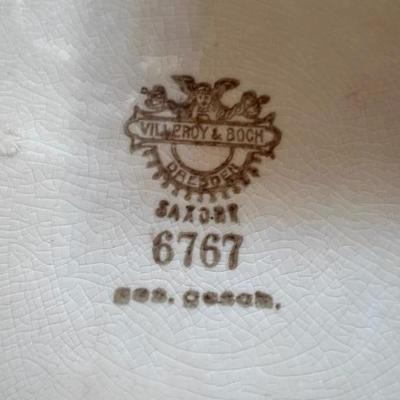 VILLEROY & BOCH
DRESDEN
SAXONY
6767
ges. gesch.